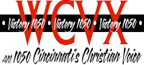 WCVX
• Victory 1050 • Victory 1050 • Victory 1050 •
AM 1050 Cincinnati's Christian Voice